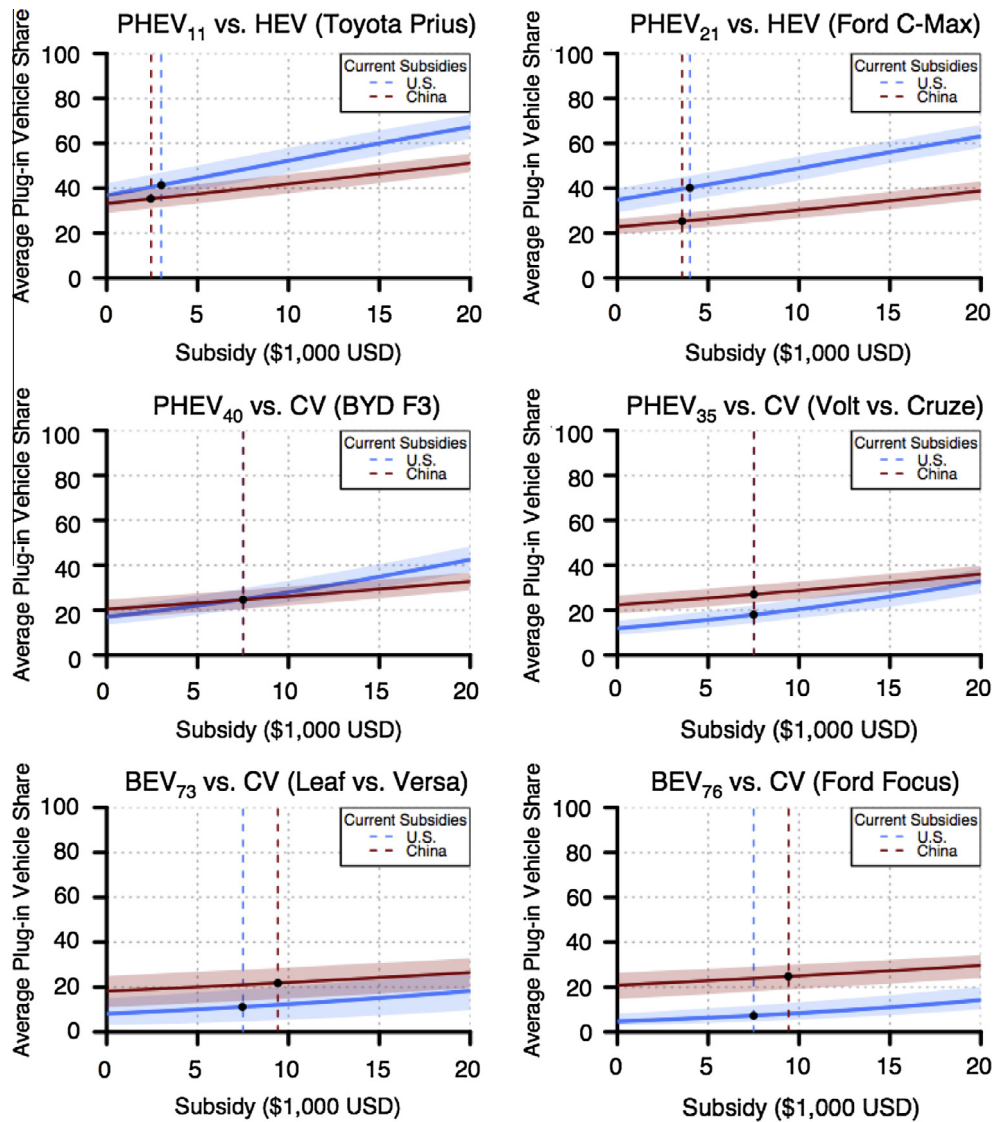 PHEV11 vs. HEV (Toyota Prius)
Average Plug-in Vehicle Share
100
80
60
40
20
0
Current Subsidies
U.S.
China
0 5 10 15 20
Subsidy ($1,000 USD)
PHEV21 vs. HEV (Ford C-Max)
Average Plug-in Vehicle Share
100
80
60
40
20
0
Current Subsidies
U.S.
China
0 5 10 15 20
Subsidy ($1,000 USD)
PHEV40 vs. CV (BYD F3)
Average Plug-in Vehicle Share
100
80
60
40
20
0
Current Subsidies
U.S.
China
0 5 10 15 20
Subsidy ($1,000 USD)
PHEV35 vs. CV (Volt vs. Cruze)
Average Plug-in Vehicle Share
100
80
60
40
20
0
Current Subsidies
U.S.
China
0 5 10 15 20
Subsidy ($1,000 USD)
BEV73 vs. CV (Leaf vs. Versa)
Average Plug-in Vehicle Share
100
80
60
40
20
0
Current Subsidies
U.S.
China
0 5 10 15 20
Subsidy ($1,000 USD)
BEV76 vs. CV (Ford Focus)
Average Plug-in Vehicle Share
100
80
60
40
20
0
Current Subsidies
U.S.
China
0 5 10 15 20
Subsidy ($1,000 USD)